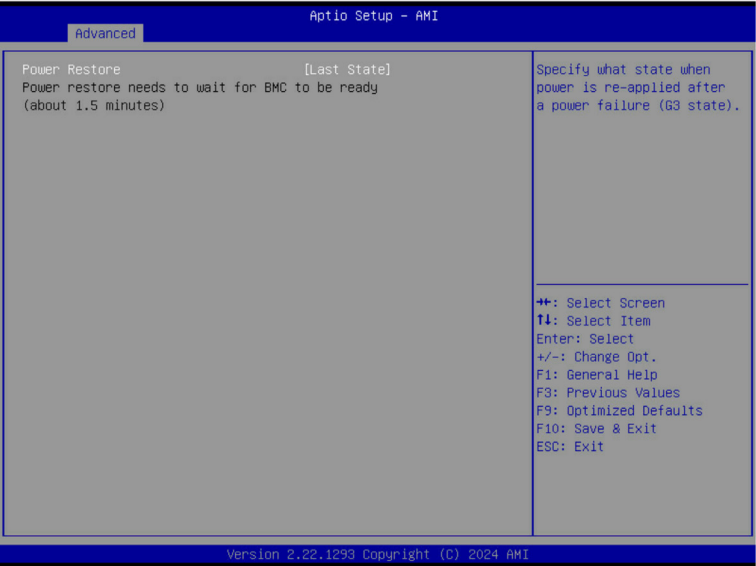 Aptio Setup – AMI
Advanced
Power Restore [Last State]
Power restore needs to wait for BMC to be ready
(about 1.5 minutes)
Specify what state when
power is re-applied after
a power failure (G3 state).
→←: Select Screen
↑↓: Select Item
Enter: Select
+/-: Change Opt.
F1: General Help
F3: Previous Values
F9: Optimized Defaults
F10: Save & Exit
ESC: Exit
Version 2.22.1293 Copyright (C) 2024 AMI